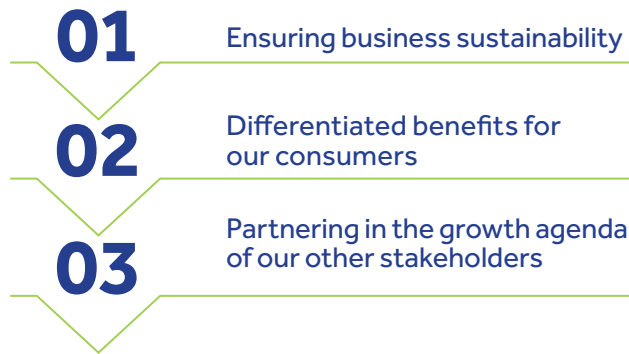 01
Ensuring business sustainability
02
Differentiated benefits for
our consumers
03
Partnering in the growth agenda
of our other stakeholders